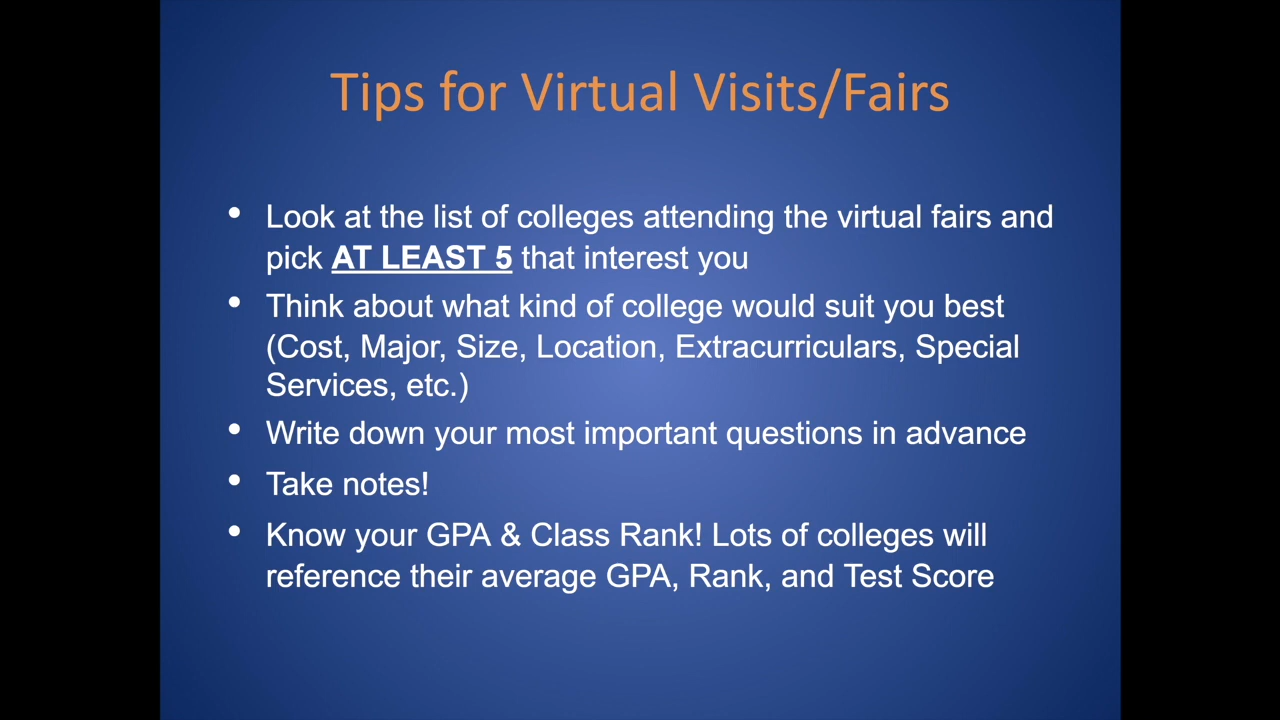 Tips for Virtual Visits/Fairs
• Look at the list of colleges attending the virtual fairs and
pick AT LEAST 5 that interest you
• Think about what kind of college would suit you best
(Cost, Major, Size, Location, Extracurriculars, Special
Services, etc.)
• Write down your most important questions in advance
• Take notes!
• Know your GPA & Class Rank! Lots of colleges will
reference their average GPA, Rank, and Test Score